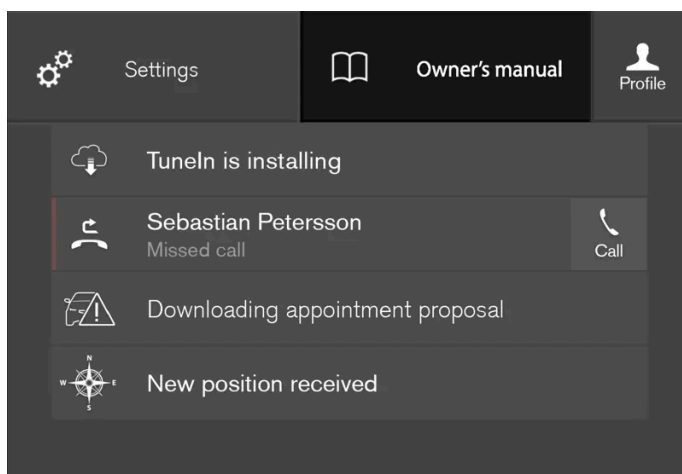 Settings
Owner's manual
Profile
TuneIn is installing
Sebastian Petersson
Missed call
Call
Downloading appointment proposal
New position received
N
W
E
S